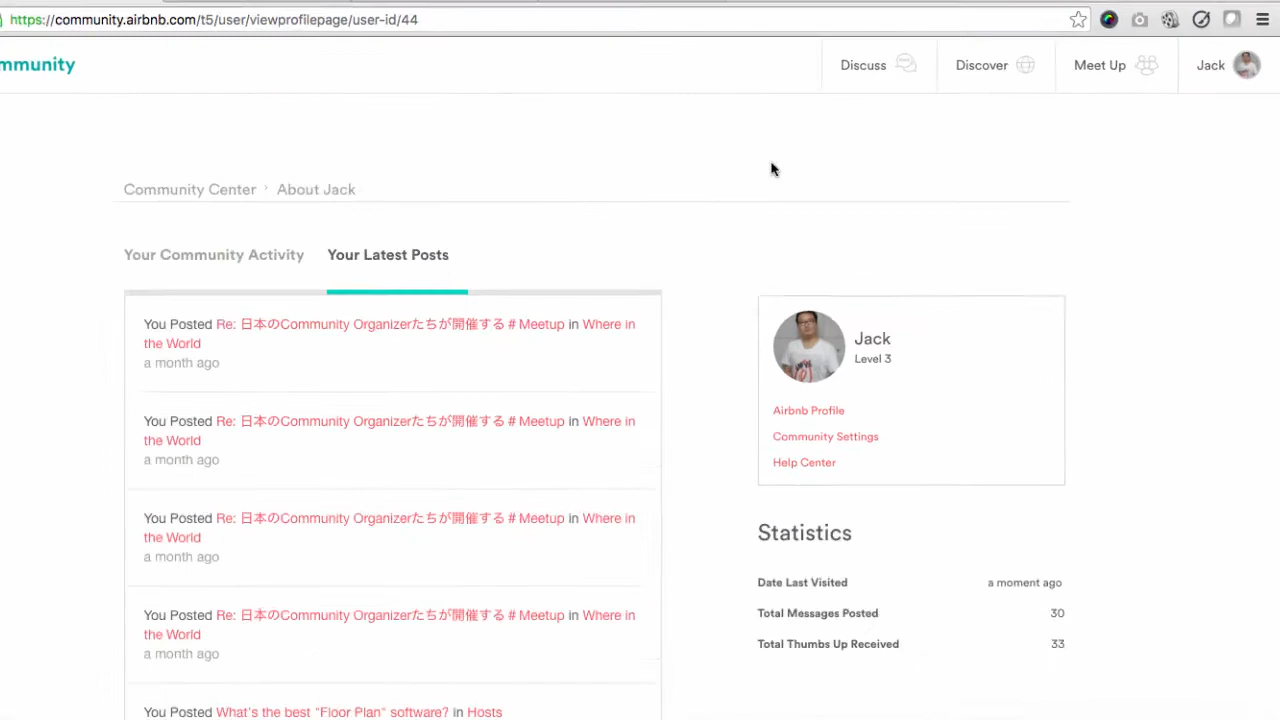 https://community.airbnb.com/t5/user/viewprofilepage/user-id/44
mmunity
Discuss
Discover
Meet Up
Jack
Community Center › About Jack
Your Community Activity
Your Latest Posts
You Posted Re: 日本のCommunity Organizerたちが開催する # Meetup in Where in
the World
a month ago
You Posted Re: 日本のCommunity Organizerたちが開催する # Meetup in Where in
the World
a month ago
You Posted Re: 日本のCommunity Organizerたちが開催する # Meetup in Where in
the World
a month ago
You Posted Re: 日本のCommunity Organizerたちが開催する # Meetup in Where in
the World
a month ago
You Posted What's the best "Floor Plan" software? in Hosts
Jack
Level 3
Airbnb Profile
Community Settings
Help Center
Statistics
Date Last Visited a moment ago
Total Messages Posted 30
Total Thumbs Up Received 33